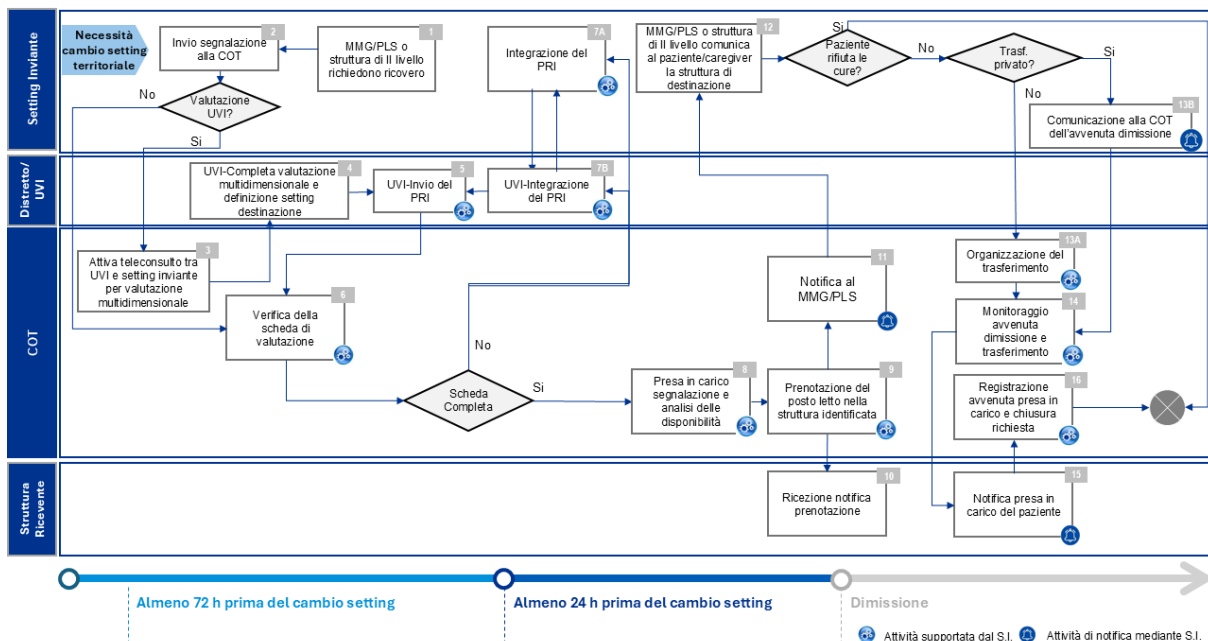 Setting Inviante
Necessità
cambio setting
territoriale
2
Invio segnalazione
alla COT
1
MMG/PLS o
struttura di II livello
richiedono ricovero
No
Valutazione
UVI?
Si
7A
Integrazione del
PRI
12
MMG/PLS o struttura
di II livello comunica
al paziente/caregiver
la struttura di
destinazione
Si
Paziente
rifiuta le
cure?
No
Trasf.
privato?
Si
No
13B
Comunicazione alla COT
dell'avvenuta dimissione
Distretto/
UVI
4
UVI-Completa valutazione
multidimensionale e
definizione setting
destinazione
5
UVI-Invio del
PRI
7B
UVI-Integrazione
del PRI
COT
3
Attiva teleconsulto tra
UVI e setting inviante
per valutazione
multidimensionale
6
Verifica della
scheda di
valutazione
No
Scheda
Completa
Si
8
Presa in carico
segnalazione e
analisi delle
disponibilità
9
Prenotazione del
posto letto nella
struttura identificata
11
Notifica al
MMG/PLS
13A
Organizzazione del
trasferimento
14
Monitoraggio
avvenuta
dimissione e
trasferimento
16
Registrazione
avvenuta presa in
carico e chiusura
richiesta
Struttura
Ricevente
10
Ricezione notifica
prenotazione
15
Notifica presa in
carico del paziente
Almeno 72 h prima del cambio setting
Almeno 24 h prima del cambio setting
Dimissione
Attività supportata dal S.I.
Attività di notifica mediante S.I.